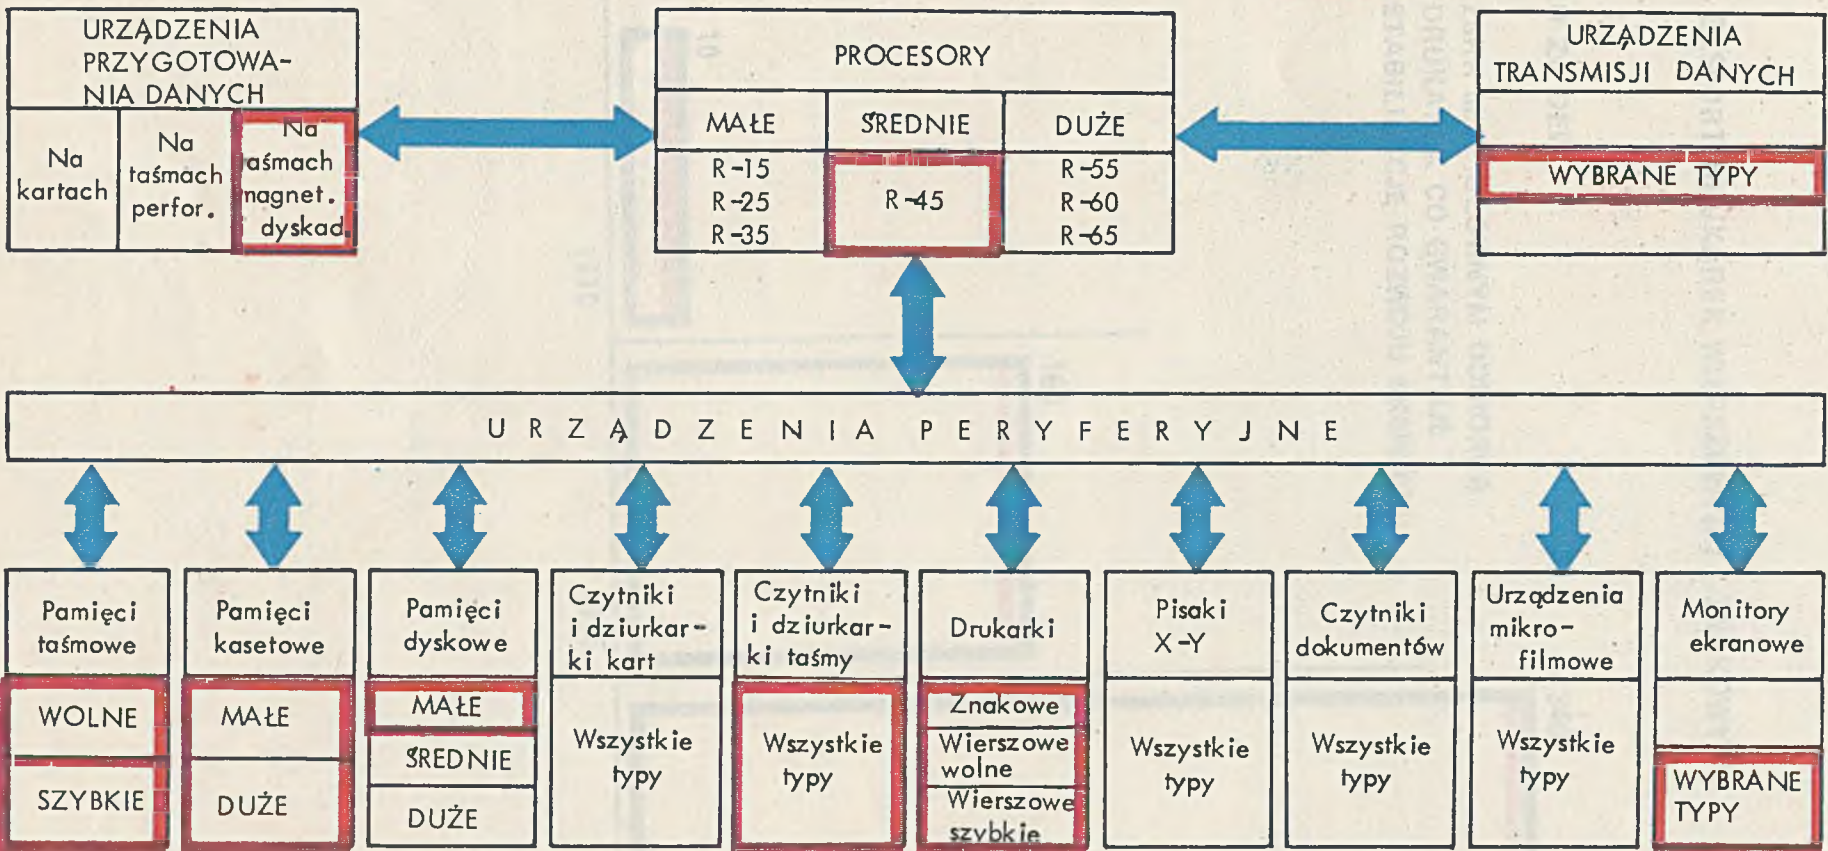 URZĄDZENIA
PRZYGOTOWA-
NIA DANYCH
Na
kartach
Na
taśmach
perfor.
Na
aśmach
magnet.
dyskad.
PROCESORY
MAŁE
ŚREDNIE
DUŻE
R-15
R-25
R-35
R-45
R-55
R-60
R-65
URZĄDZENIA
TRANSMISJI DANYCH
WYBRANE TYPY
URZĄDZENIA PERYFERYJNE
Pamięci
taśmowe
WOLNE
SZYBKIE
Pamięci
kasetowe
MAŁE
DUŻE
Pamięci
dyskowe
MAŁE
ŚREDNIE
DUŻE
Czytniki
i dziurkar-
ki kart
Wszystkie
typy
Czytniki
i dziurkar-
ki taśmy
Wszystkie
typy
Drukarki
Znakowe
Wierszowe
wolne
Wierszowe
szybkie
Pisaki
X-Y
Wszystkie
typy
Czytniki
dokumentów
Wszystkie
typy
Urządzenia
mikro-
filmowe
Wszystkie
typy
Monitory
ekranowe
WYBRANE
TYPY